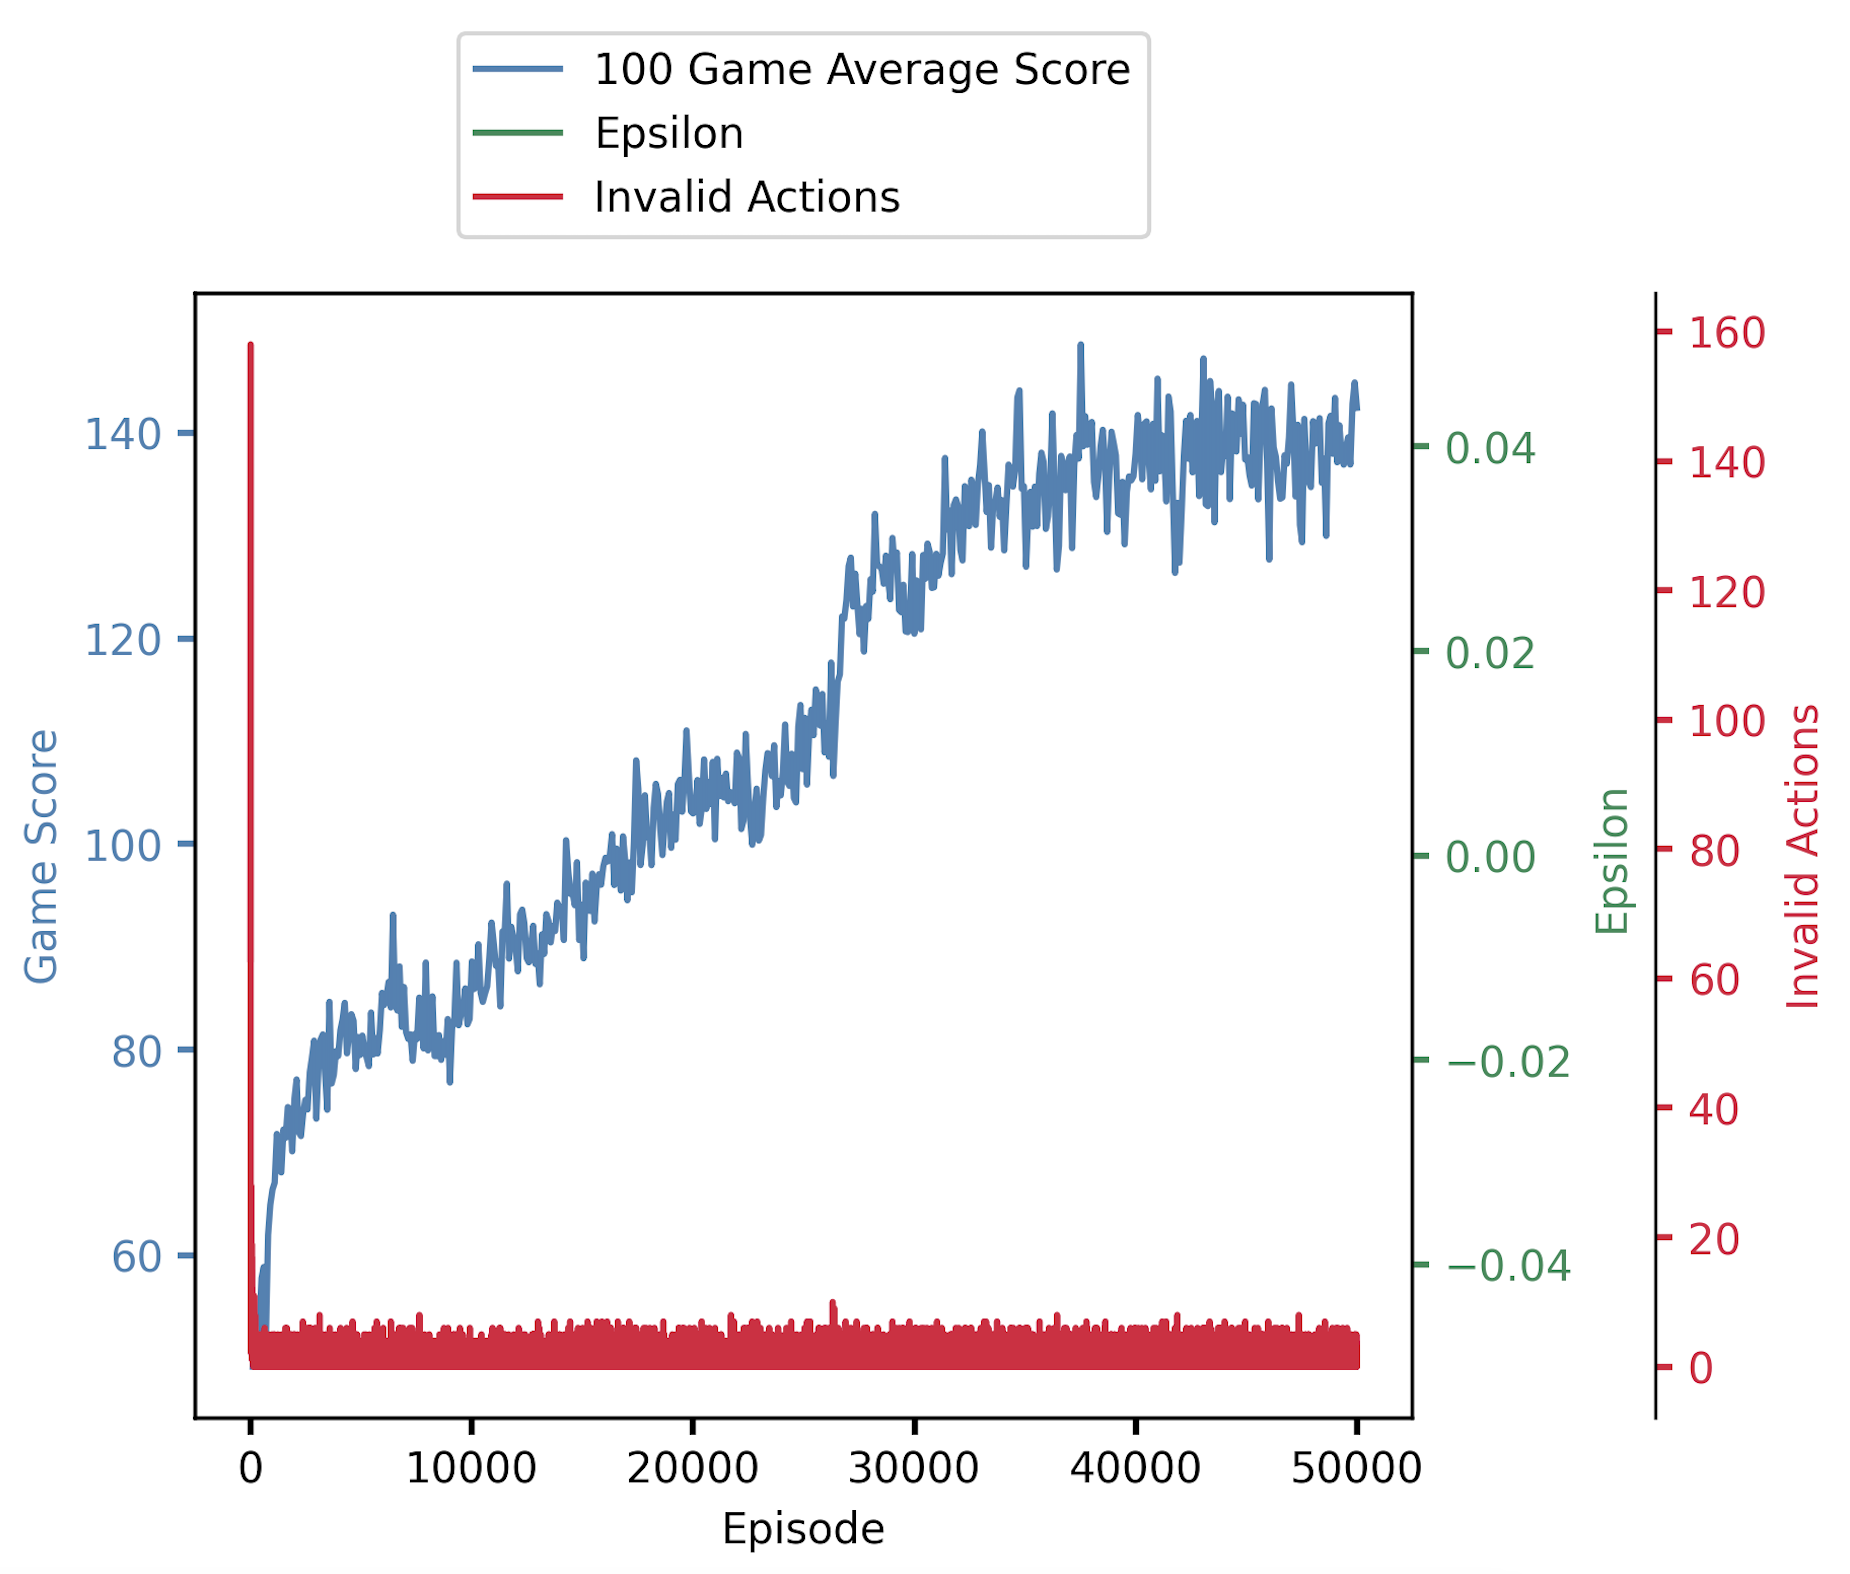 100 Game Average Score
Epsilon
Invalid Actions
140
120
100
80
60
Game Score
0.04
0.02
0.00
−0.02
−0.04
Epsilon
160
140
120
100
80
60
40
20
0
Invalid Actions
0 10000 20000 30000 40000 50000
Episode